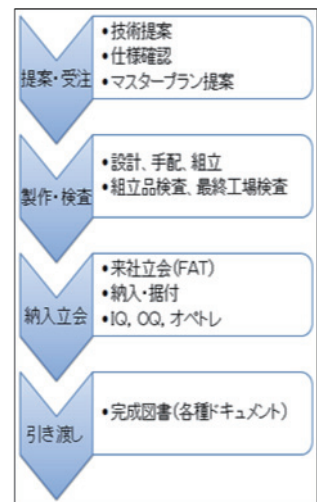 提案・受注
•技術提案
•仕様確認
•マスタープラン提案
製作・検査
•設計、手配、組立
•組立品検査、最終工場検査
納入立会
•来社立会(FAT)
•納入・据付
•IQ, OQ, オペトレ
引き渡し
•完成図書(各種ドキュメント)